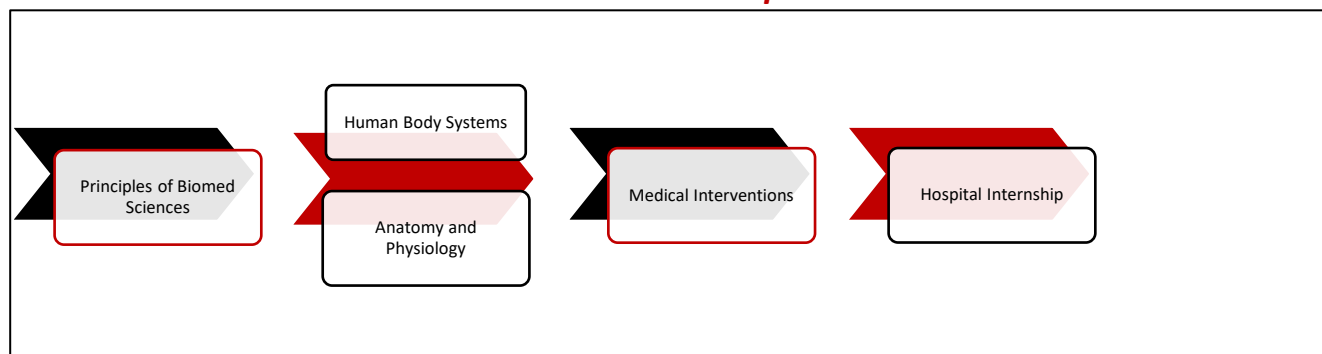 Principles of Biomed
Sciences
Human Body Systems
Anatomy and
Physiology
Medical Interventions
Hospital Internship